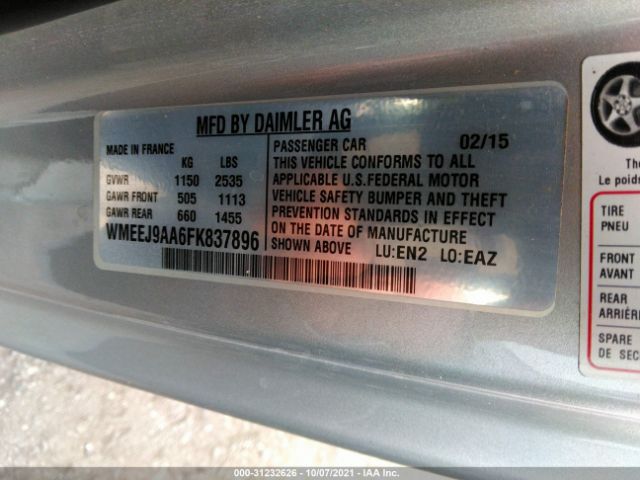 MFD BY DAIMLER AG
MADE IN FRANCE
KG LBS
GVWR 1150 2535
GAWR FRONT 505 1113
GAWR REAR 660 1455
WMEEJ9AA6FK837896
PASSENGER CAR 02/15
THIS VEHICLE CONFORMS TO ALL
APPLICABLE U.S.FEDERAL MOTOR
VEHICLE SAFETY BUMPER AND THEFT
PREVENTION STANDARDS IN EFFECT
ON THE DATE OF MANUFACTURE
SHOWN ABOVE LU:EN2 LO:EAZ
The
Le poids
TIRE
PNEU
FRONT
AVANT
REAR
ARRIÈRE
SPARE
DE SEC
000-31232626 - 10/07/2021 - IAA Inc.